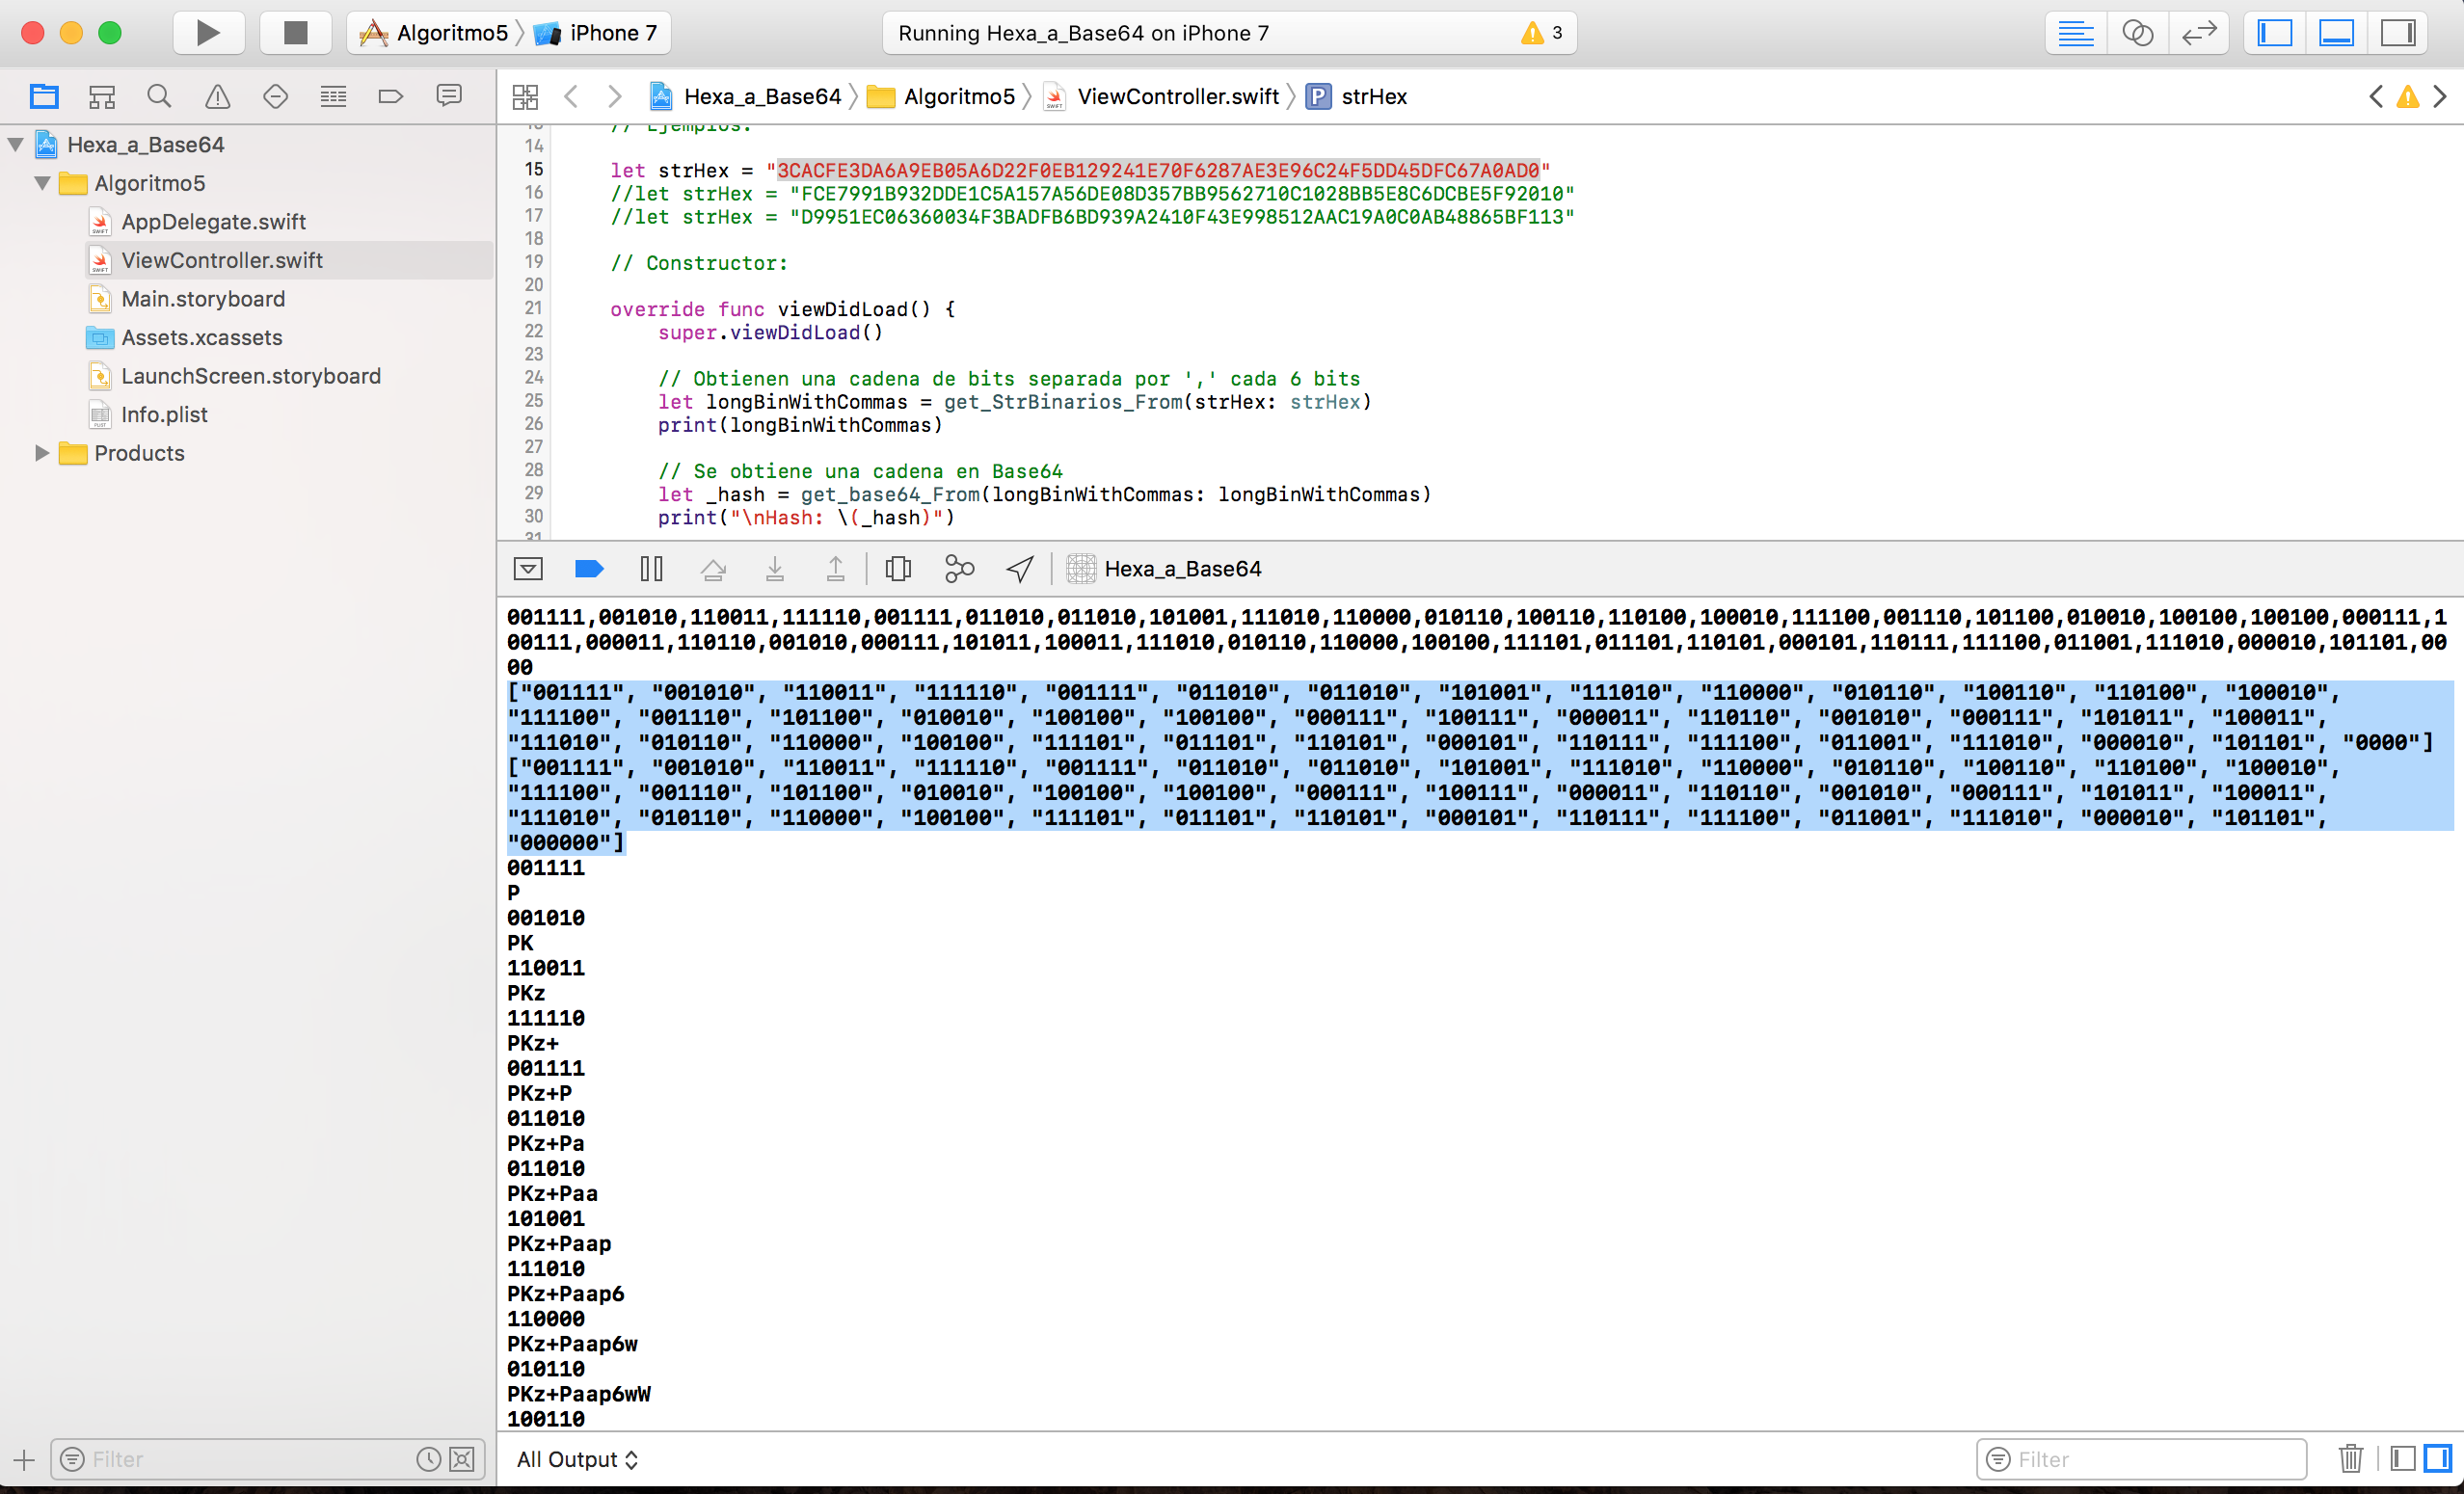 Algoritmo5 iPhone 7
Running Hexa_a_Base64 on iPhone 7
3
Hexa_a_Base64 Algoritmo5 ViewController.swift P strHex
Hexa_a_Base64
Algoritmo5
AppDelegate.swift
ViewController.swift
Main.storyboard
Assets.xcassets
LaunchScreen.storyboard
Info.plist
Products
Filter
13 // Ejemplos:
14
15 let strHex = "3CACFE3DA6A9EB05A6D22F0EB129241E70F6287AE3E96C24F5DD45DFC67A0AD0"
16 //let strHex = "FCE7991B932DDE1C5A157A56DE08D357BB9562710C1028BB5E8C6DCBE5F92010"
17 //let strHex = "D9951EC06360034F3BADFB6BD939A2410F43E998512AAC19A0C0AB48865BF113"
18
19 // Constructor:
20
21 override func viewDidLoad() {
22 super.viewDidLoad()
23
24 // Obtienen una cadena de bits separada por ',' cada 6 bits
25 let longBinWithCommas = get_StrBinarios_From(strHex: strHex)
26 print(longBinWithCommas)
27
28 // Se obtiene una cadena en Base64
29 let _hash = get_base64_From(longBinWithCommas: longBinWithCommas)
30 print("\nHash: \(_hash)")
31
Hexa_a_Base64
001111,001010,110011,111110,001111,011010,011010,101001,111010,110000,010110,100110,110100,100010,111100,001110,101100,010010,100100,100100,000111,1
00111,000011,110110,001010,000111,101011,100011,111010,010110,110000,100100,111101,011101,110101,000101,110111,111100,011001,111010,000010,101101,00
00
["001111", "001010", "110011", "111110", "001111", "011010", "011010", "101001", "111010", "110000", "010110", "100110", "110100", "100010",
"111100", "001110", "101100", "010010", "100100", "100100", "000111", "100111", "000011", "110110", "001010", "000111", "101011", "100011",
"111010", "010110", "110000", "100100", "111101", "011101", "110101", "000101", "110111", "111100", "011001", "111010", "000010", "101101", "0000"]
["001111", "001010", "110011", "111110", "001111", "011010", "011010", "101001", "111010", "110000", "010110", "100110", "110100", "100010",
"111100", "001110", "101100", "010010", "100100", "100100", "000111", "100111", "000011", "110110", "001010", "000111", "101011", "100011",
"111010", "010110", "110000", "100100", "111101", "011101", "110101", "000101", "110111", "111100", "011001", "111010", "000010", "101101",
"000000"]
001111
P
001010
PK
110011
PKz
111110
PKz+
001111
PKz+P
011010
PKz+Pa
011010
PKz+Paa
101001
PKz+Paap
111010
PKz+Paap6
110000
PKz+Paap6w
010110
PKz+Paap6wW
100110
All Output
Filter